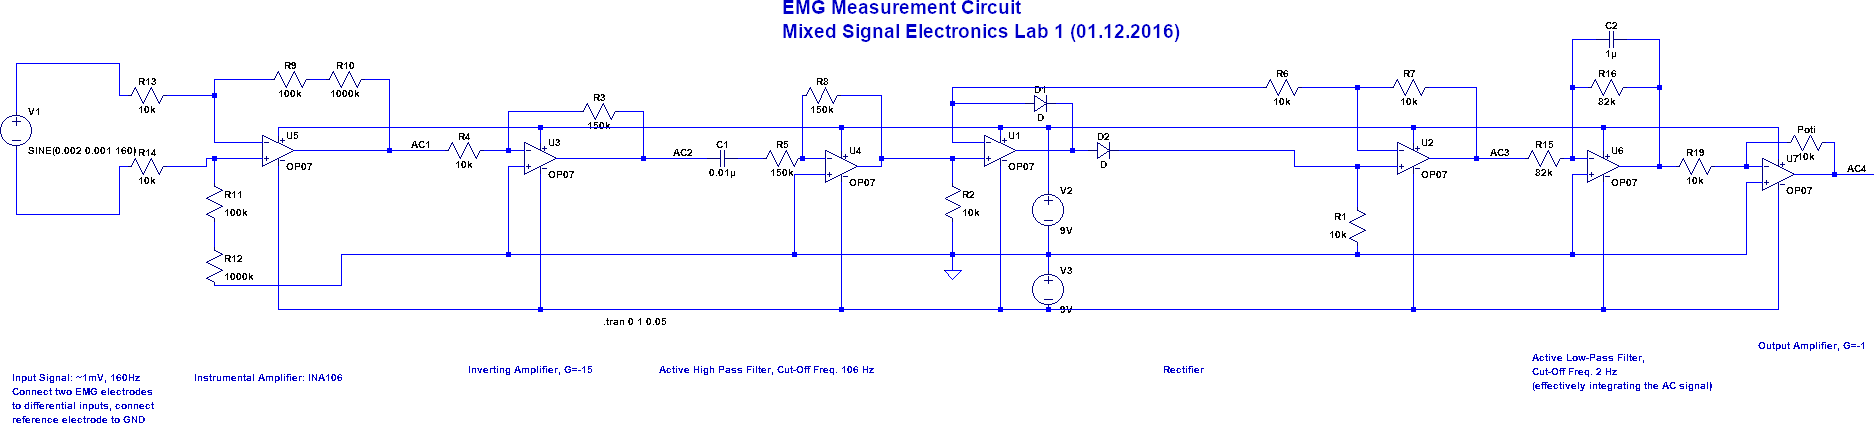 EMG Measurement Circuit
Mixed Signal Electronics Lab 1 (01.12.2016)
C2
1µ
R13
10k
R9
100k
R10
1000k
R8
150k
D1
D
R6
10k
R7
10k
R16
82k
V1
SINE(0.002 0.001 160)
R3
150k
R14
10k
U5
OP07
AC1
R4
10k
U3
OP07
AC2
C1
0.01µ
R5
150k
U4
OP07
U1
OP07
D2
D
U2
OP07
AC3
R15
82k
U6
OP07
R19
10k
Poti
10k
U7
OP07
AC4
R11
100k
R2
10k
V2
9V
R1
10k
R12
1000k
V3
9V
.tran 0 1 0.05
Input Signal: ~1mV, 160Hz
Connect two EMG electrodes
to differential inputs, connect
reference electrode to GND
Instrumental Amplifier: INA106
Inverting Amplifier, G=-15
Active High Pass Filter, Cut-Off Freq. 106 Hz
Rectifier
Active Low-Pass Filter,
Cut-Off Freq. 2 Hz
(effectively integrating the AC signal)
Output Amplifier, G=-1